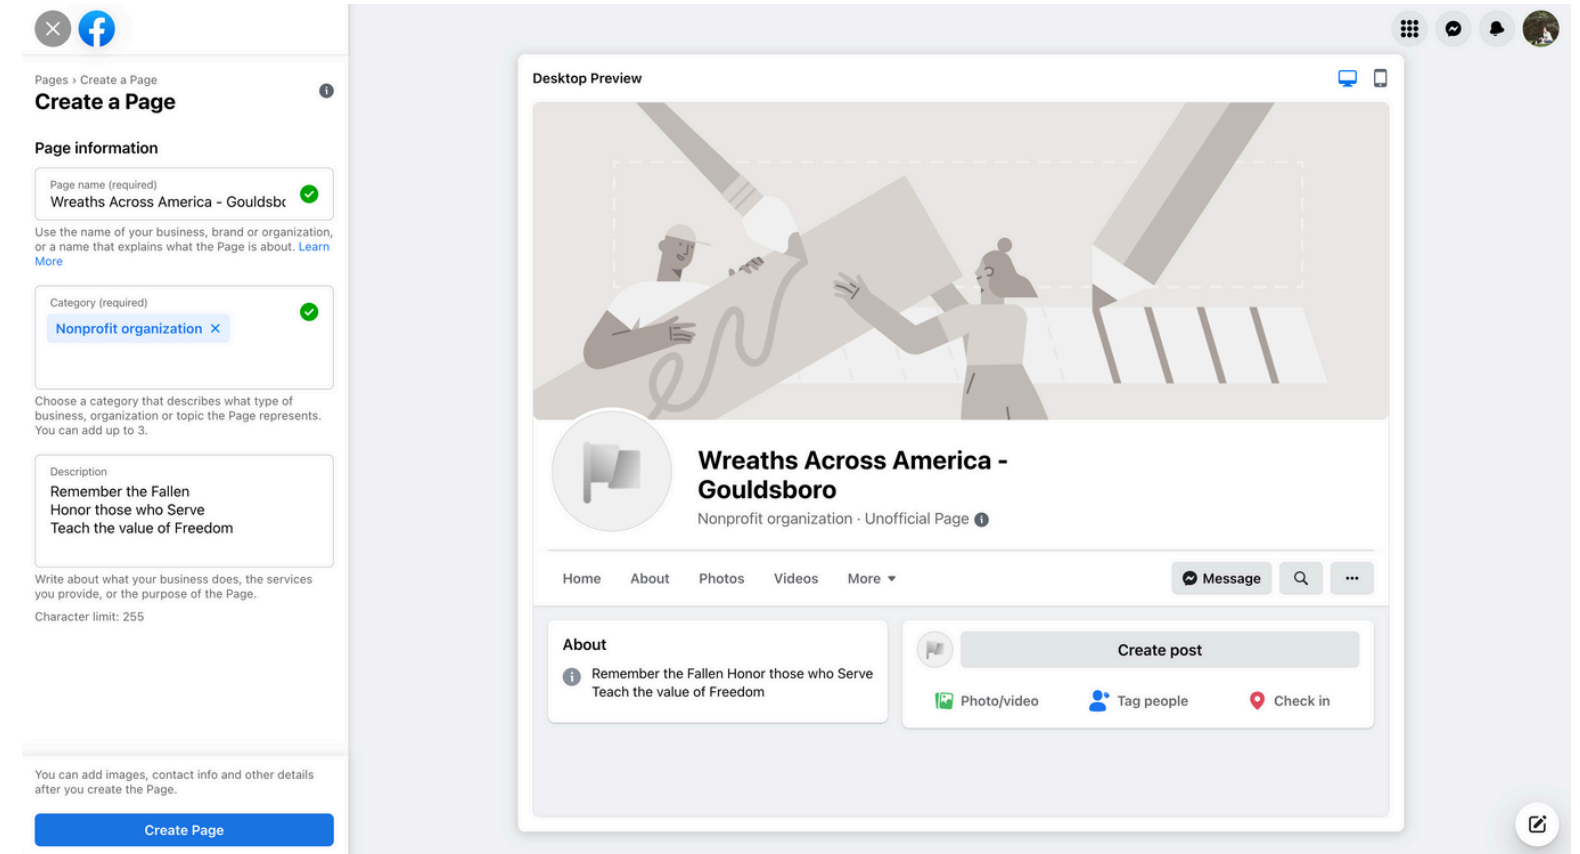 Pages › Create a Page
Create a Page
Page information
Page name (required)
Wreaths Across America - Gouldsbo
Use the name of your business, brand or organization,
or a name that explains what the Page is about. Learn
More
Category (required)
Nonprofit organization ×
Choose a category that describes what type of
business, organization or topic the Page represents.
You can add up to 3.
Description
Remember the Fallen
Honor those who Serve
Teach the value of Freedom
Write about what your business does, the services
you provide, or the purpose of the Page.
Character limit: 255
You can add images, contact info and other details
after you create the Page.
Create Page
Desktop Preview
Wreaths Across America -
Gouldsboro
Nonprofit organization · Unofficial Page
Home About Photos Videos More
Message
About
Remember the Fallen Honor those who Serve
Teach the value of Freedom
Create post
Photo/video Tag people Check in